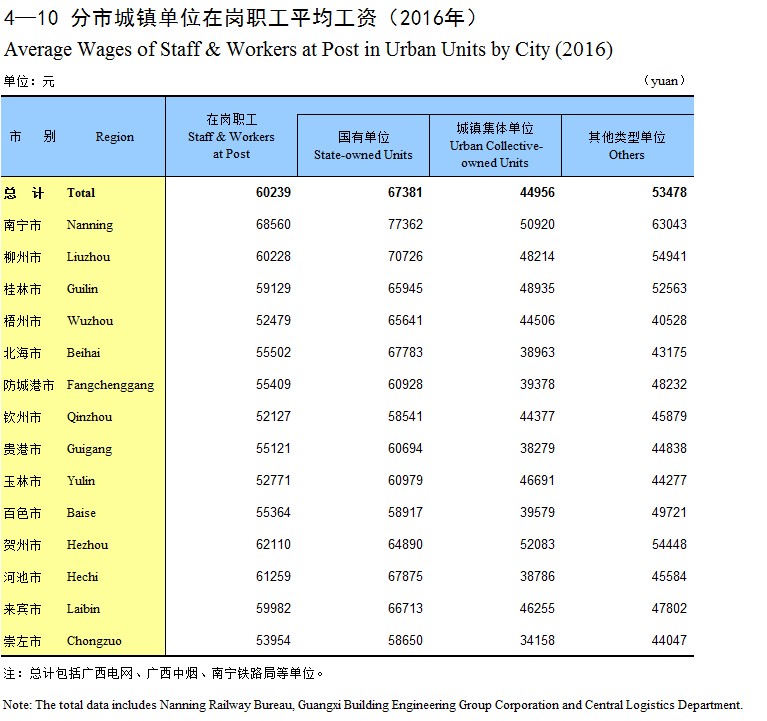 4—10 分市城镇单位在岗职工平均工资（2016年）
Average Wages of Staff & Workers at Post in Urban Units by City (2016)
单位：元 （yuan）
市 别 Region 在岗职工 Staff & Workers at Post 国有单位 State-owned Units 城镇集体单位 Urban Collective-owned Units 其他类型单位 Others
总 计 Total 60239 67381 44956 53478
南宁市 Nanning 68560 77362 50920 63043
柳州市 Liuzhou 60228 70726 48214 54941
桂林市 Guilin 59129 65945 48935 52563
梧州市 Wuzhou 52479 65641 44506 40528
北海市 Beihai 55502 67783 38963 43175
防城港市 Fangchenggang 55409 60928 39378 48232
钦州市 Qinzhou 52127 58541 44377 45879
贵港市 Guigang 55121 60694 38279 44838
玉林市 Yulin 52771 60979 46691 44277
百色市 Baise 55364 58917 39579 49721
贺州市 Hezhou 62110 64890 52083 54448
河池市 Hechi 61259 67875 38786 45584
来宾市 Laibin 59982 66713 46255 47802
崇左市 Chongzuo 53954 58650 34158 44047
注：总计包括广西电网、广西中烟、南宁铁路局等单位。
Note: The total data includes Nanning Railway Bureau, Guangxi Building Engineering Group Corporation and Central Logistics Department.